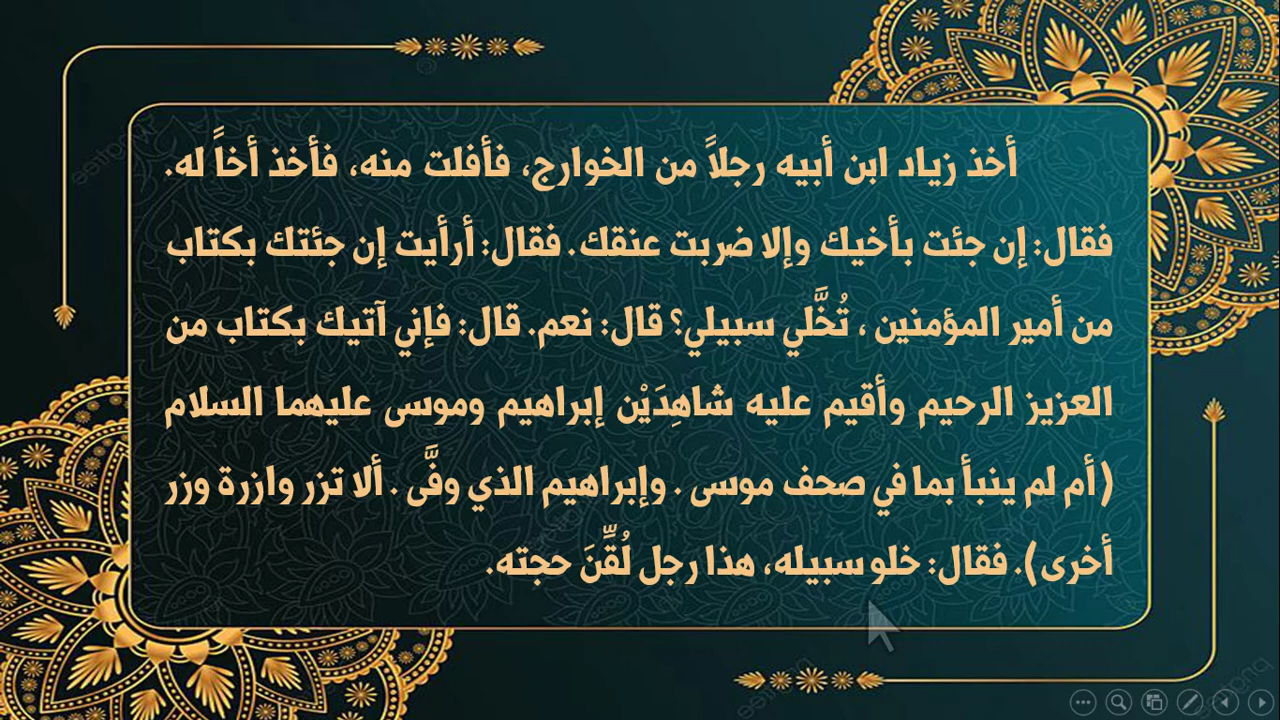 أخذ زياد ابن أبيه رجلاً من الخوارج، فأفلت منه، فأخذ أخاً له.
فقال: إن جئت بأخيك وإلا ضربت عنقك. فقال: أرأيت إن جئتك بكتاب
من أمير المؤمنين ، تُخَّلي سبيلي؟ قال: نعم. قال: فإني آتيك بكتاب من
العزيز الرحيم وأقيم عليه شاهِدَيْن إبراهيم وموسى عليهما السلام
(أم لم ينبأ بما في صحف موسى . وإبراهيم الذي وفَّى . ألا تزر وازرة وزر
أخرى). فقال: خلو سبيله، هذا رجل لُقِّنَ حجته.